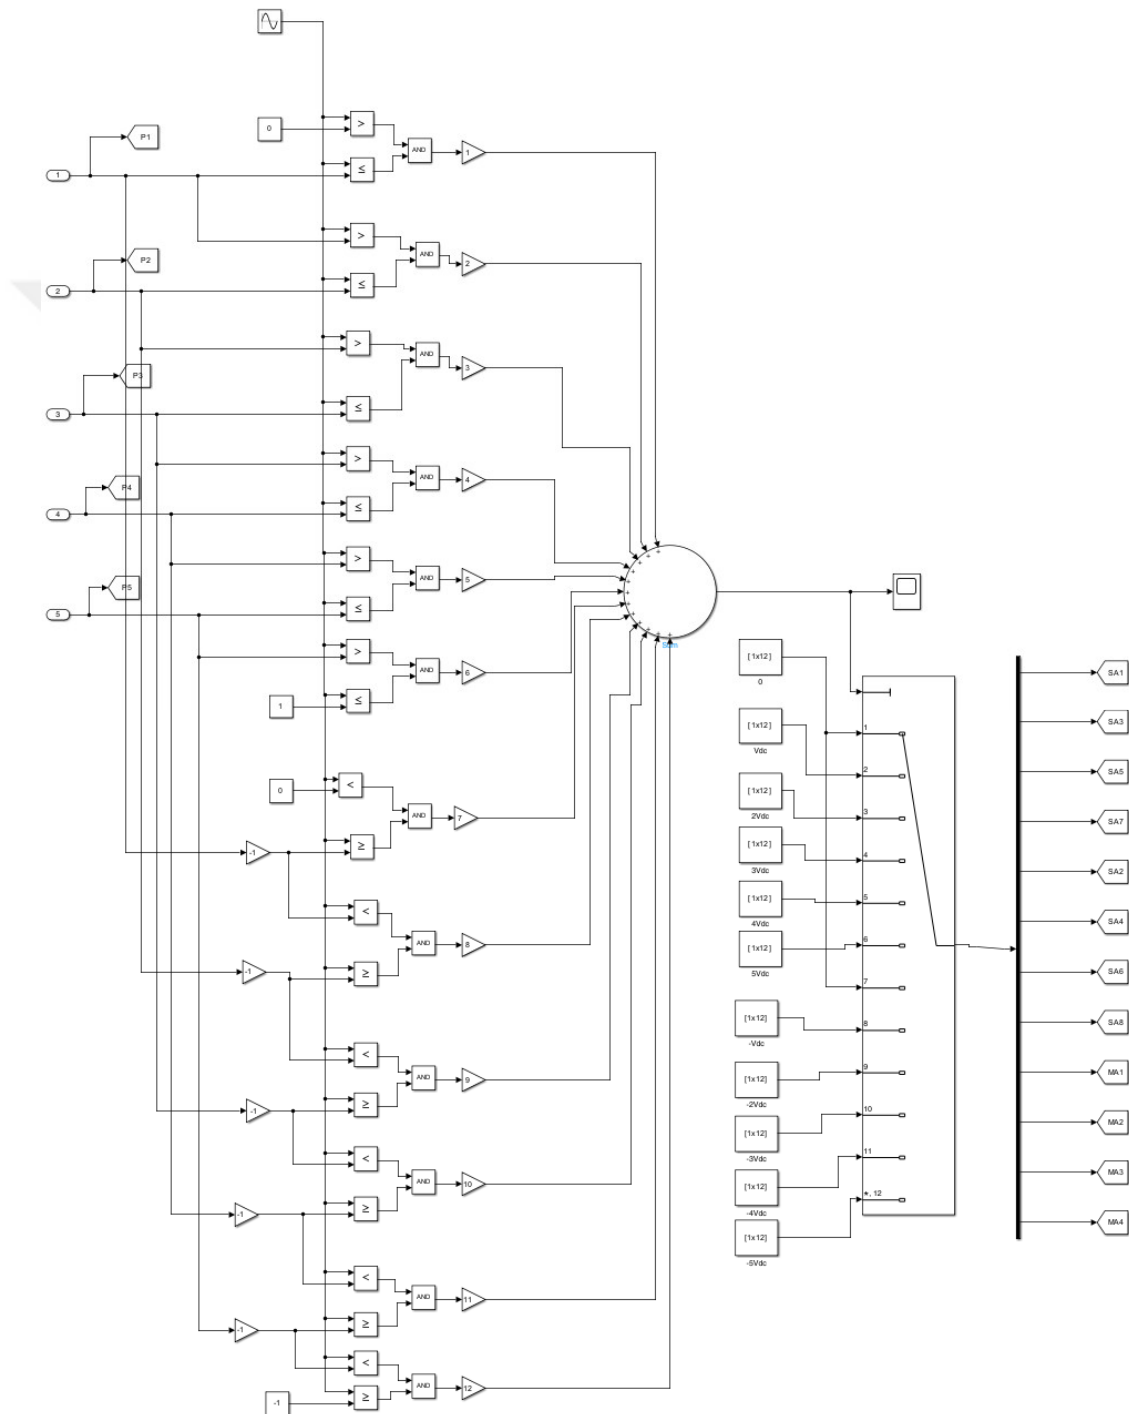 0
>
AND
1
≤
P1
1
>
AND
2
≤
P2
2
>
AND
3
≤
P3
3
>
AND
4
≤
P4
4
>
AND
5
≤
P5
5
>
AND
6
≤
1
0
<
AND
7
≥
-1
<
AND
8
≥
-1
<
AND
9
≥
-1
<
AND
10
≥
-1
<
AND
11
≥
-1
<
AND
12
≥
-1
+
+
+
+
+
+
+
+
+
+
+
+
Sum
[1x12]
0
[1x12]
Vdc
[1x12]
2Vdc
[1x12]
3Vdc
[1x12]
4Vdc
[1x12]
5Vdc
[1x12]
-Vdc
[1x12]
-2Vdc
[1x12]
-3Vdc
[1x12]
-4Vdc
[1x12]
-5Vdc
1
2
3
4
5
6
7
8
9
10
11
*, 12
SA1
SA3
SA5
SA7
SA2
SA4
SA6
SA8
MA1
MA2
MA3
MA4